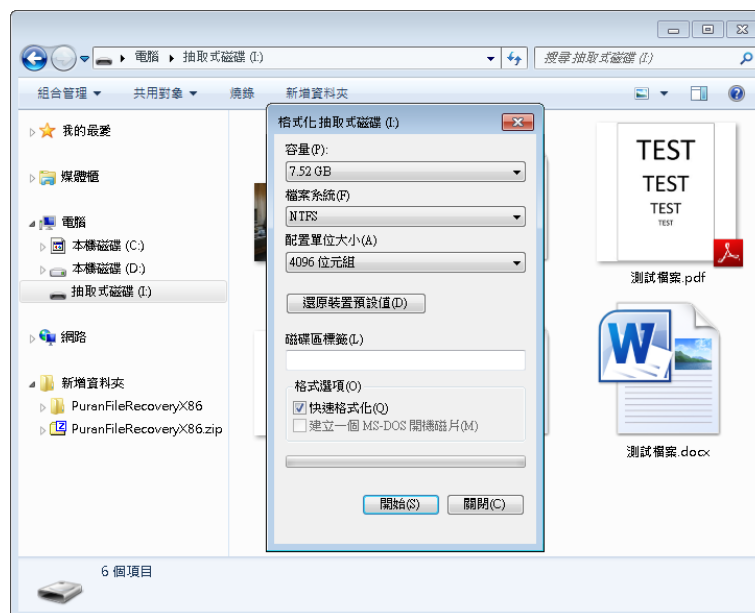 電腦 抽取式磁碟 (I:)
搜尋 抽取式磁碟 (I:)
組合管理 共用對象 燒錄 新增資料夾
我的最愛
媒體櫃
電腦
本機磁碟 (C:)
本機磁碟 (D:)
抽取式磁碟 (I:)
網路
新增資料夾
PuranFileRecoveryX86
PuranFileRecoveryX86.zip
格式化 抽取式磁碟 (I:)
容量(P):
7.52 GB
檔案系統(F)
NTFS
配置單位大小(A)
4096 位元組
還原裝置預設值(D)
磁碟區標籤(L)
格式選項(O)
快速格式化(Q)
建立一個 MS-DOS 開機磁片(M)
開始(S) 關閉(C)
TEST
TEST
TEST
TEST
測試檔案.pdf
W
測試檔案.docx
6 個項目